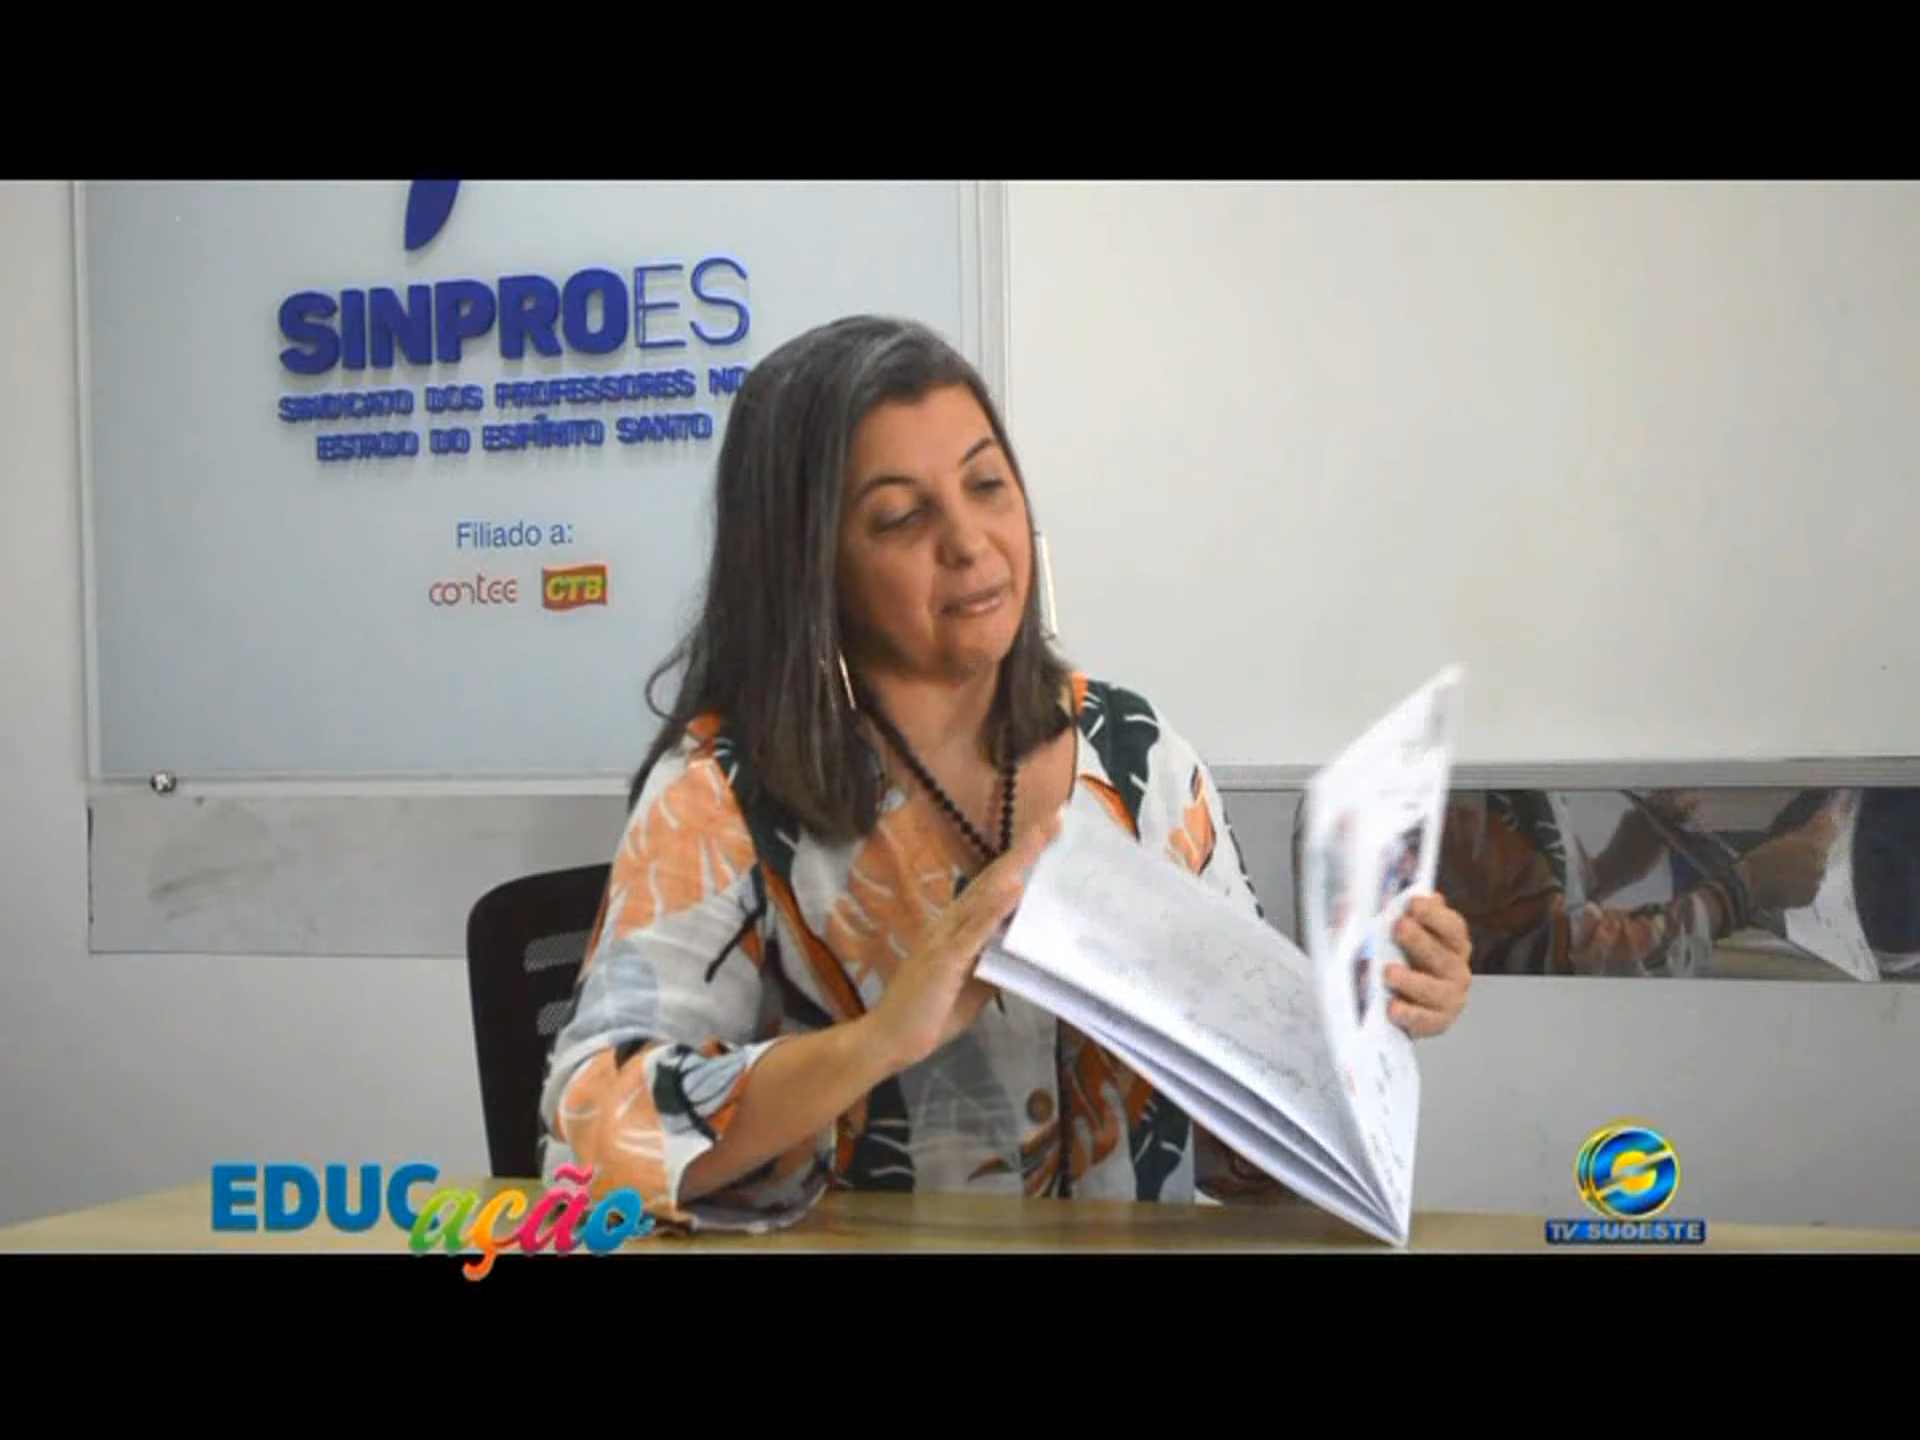 SINPROES
SINDICATO DOS PROFESSORES NO
ESTADO DO ESPÍRITO SANTO
Filiado a:
contee CTB
EDUCação
TV SUDESTE